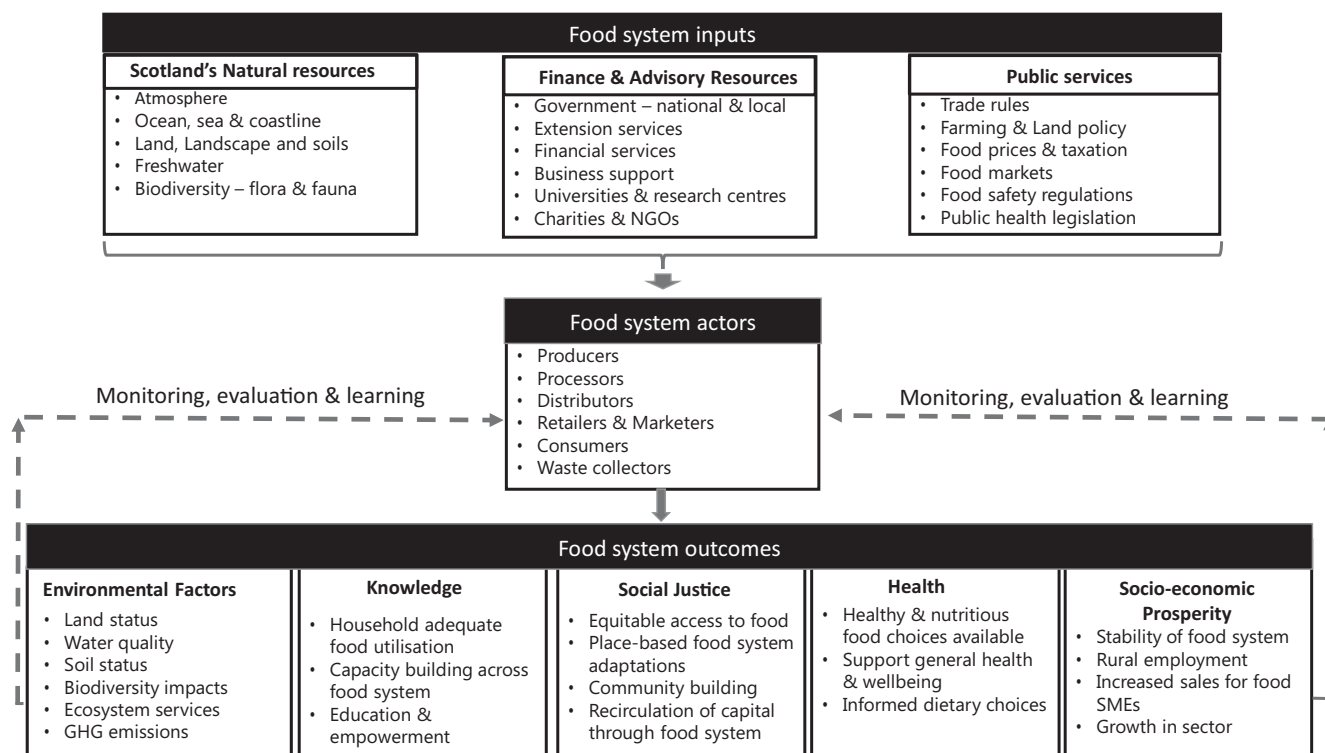 Food system inputs
Scotland's Natural resources
• Atmosphere
• Ocean, sea & coastline
• Land, Landscape and soils
• Freshwater
• Biodiversity – flora & fauna
Finance & Advisory Resources
• Government – national & local
• Extension services
• Financial services
• Business support
• Universities & research centres
• Charities & NGOs
Public services
• Trade rules
• Farming & Land policy
• Food prices & taxation
• Food markets
• Food safety regulations
• Public health legislation
Food system actors
• Producers
• Processors
• Distributors
• Retailers & Marketers
• Consumers
• Waste collectors
Monitoring, evaluation & learning
Monitoring, evaluation & learning
Food system outcomes
Environmental Factors
• Land status
• Water quality
• Soil status
• Biodiversity impacts
• Ecosystem services
• GHG emissions
Knowledge
• Household adequate
food utilisation
• Capacity building across
food system
• Education &
empowerment
Social Justice
• Equitable access to food
• Place-based food system
adaptations
• Community building
• Recirculation of capital
through food system
Health
• Healthy & nutritious
food choices available
• Support general health
& wellbeing
• Informed dietary choices
Socio-economic
Prosperity
• Stability of food system
• Rural employment
• Increased sales for food
SMEs
• Growth in sector